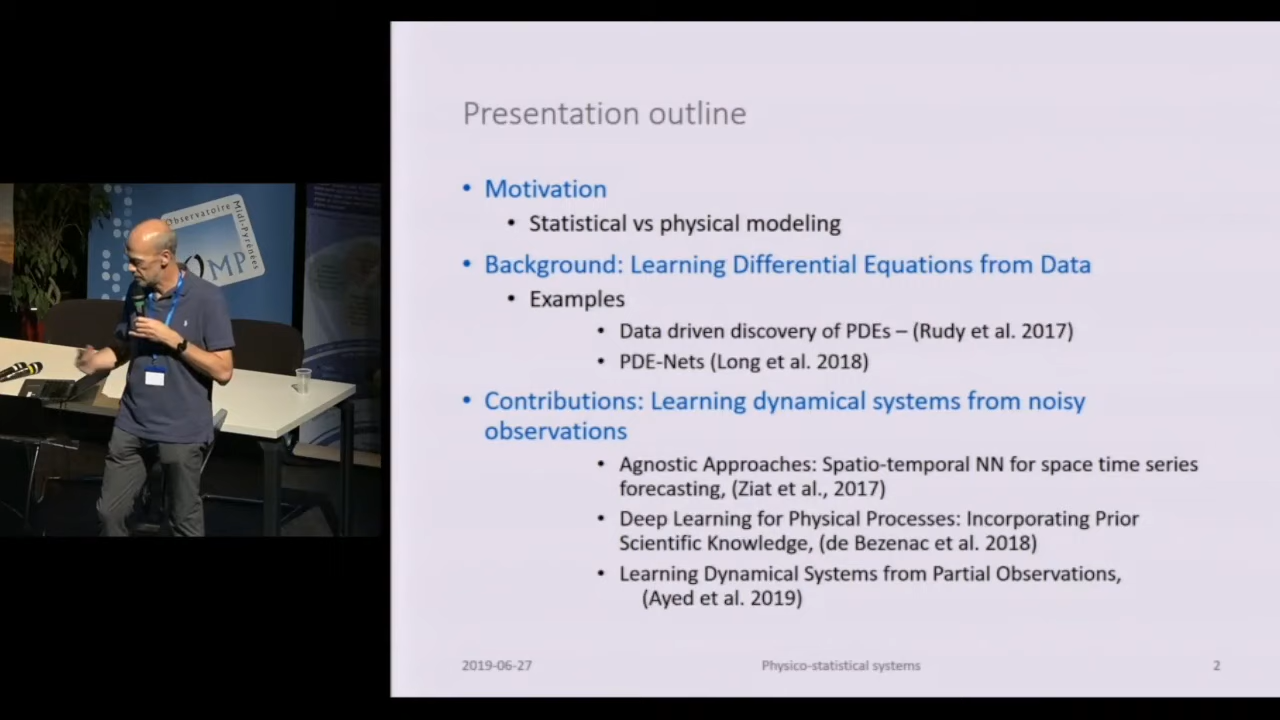 Presentation outline
• Motivation
• Statistical vs physical modeling
• Background: Learning Differential Equations from Data
• Examples
• Data driven discovery of PDEs – (Rudy et al. 2017)
• PDE-Nets (Long et al. 2018)
• Contributions: Learning dynamical systems from noisy
observations
• Agnostic Approaches: Spatio-temporal NN for space time series
forecasting, (Ziat et al., 2017)
• Deep Learning for Physical Processes: Incorporating Prior
Scientific Knowledge, (de Bezenac et al. 2018)
• Learning Dynamical Systems from Partial Observations,
(Ayed et al. 2019)
2019-06-27
Physico-statistical systems
2
Observatoire
Midi-Pyrénées
OMP